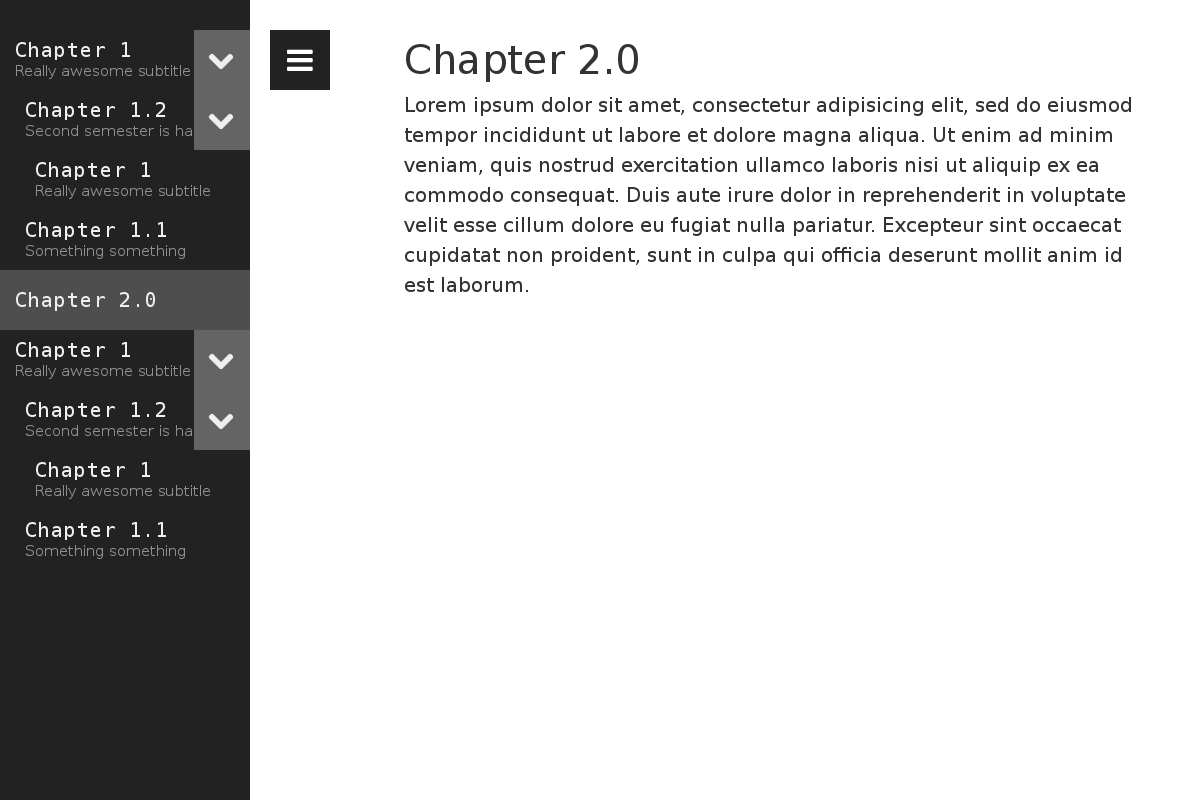 Chapter 1
Really awesome subtitle
Chapter 1.2
Second semester is ha
Chapter 1
Really awesome subtitle
Chapter 1.1
Something something
Chapter 2.0
Chapter 1
Really awesome subtitle
Chapter 1.2
Second semester is ha
Chapter 1
Really awesome subtitle
Chapter 1.1
Something something
Chapter 2.0
Lorem ipsum dolor sit amet, consectetur adipisicing elit, sed do eiusmod
tempor incididunt ut labore et dolore magna aliqua. Ut enim ad minim
veniam, quis nostrud exercitation ullamco laboris nisi ut aliquip ex ea
commodo consequat. Duis aute irure dolor in reprehenderit in voluptate
velit esse cillum dolore eu fugiat nulla pariatur. Excepteur sint occaecat
cupidatat non proident, sunt in culpa qui officia deserunt mollit anim id
est laborum.